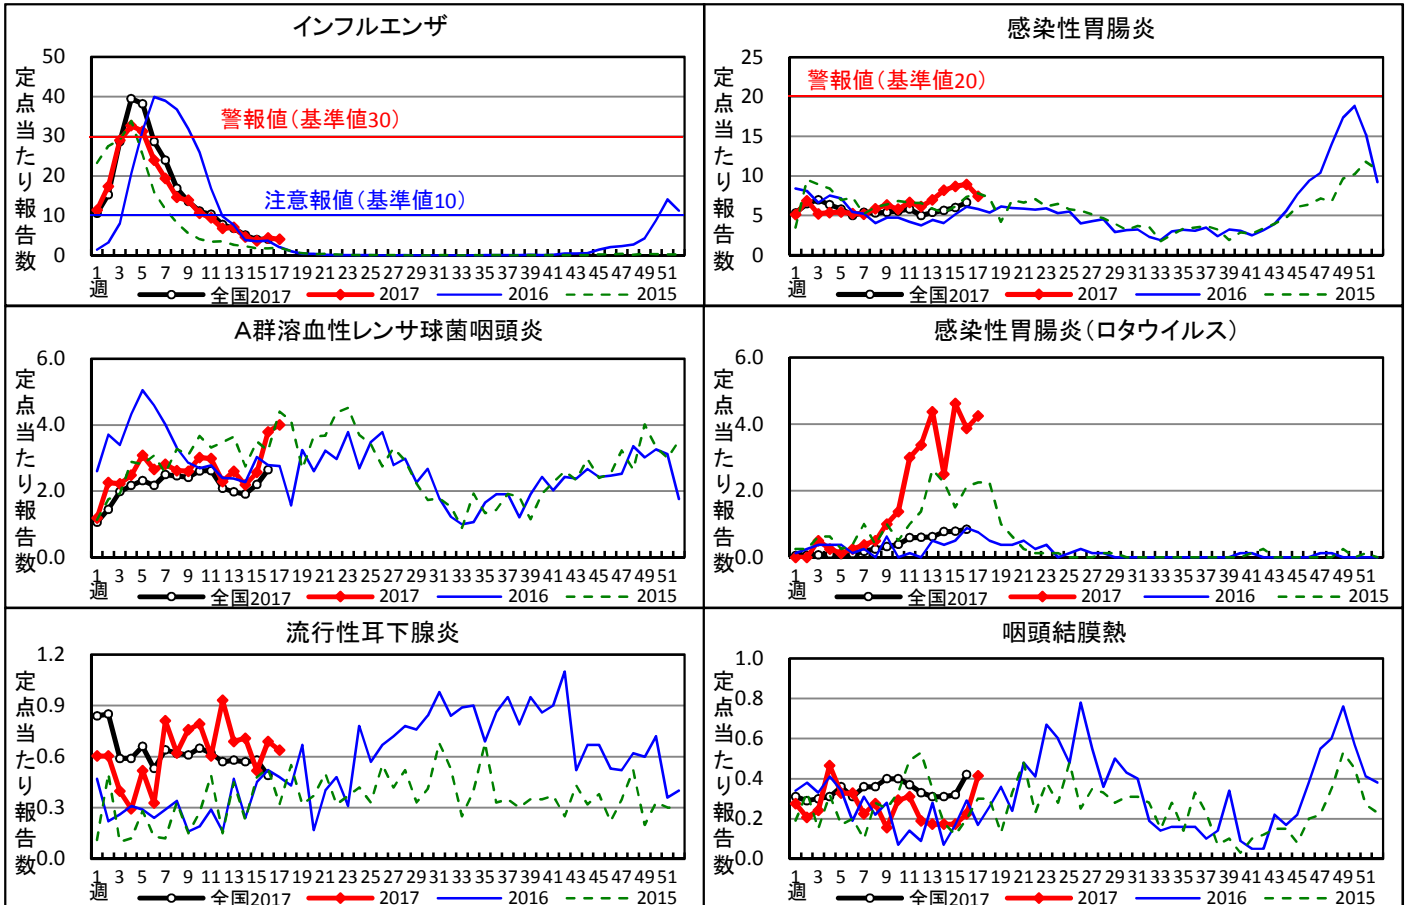 インフルエンザ
定点当たり報告数
50
40
30
20
10
0
警報値(基準値30)
注意報値(基準値10)
1 3 5 7 9 11 13 15 17 19 21 23 25 27 29 31 33 35 37 39 41 43 45 47 49 51
週
全国2017 2017 2016 2015
感染性胃腸炎
定点当たり報告数
25
20
15
10
5
0
警報値(基準値20)
1 3 5 7 9 11 13 15 17 19 21 23 25 27 29 31 33 35 37 39 41 43 45 47 49 51
週
全国2017 2017 2016 2015
A群溶血性レンサ球菌咽頭炎
定点当たり報告数
6.0
4.0
2.0
0.0
1 3 5 7 9 11 13 15 17 19 21 23 25 27 29 31 33 35 37 39 41 43 45 47 49 51
週
全国2017 2017 2016 2015
感染性胃腸炎(ロタウイルス)
定点当たり報告数
6.0
4.0
2.0
0.0
1 3 5 7 9 11 13 15 17 19 21 23 25 27 29 31 33 35 37 39 41 43 45 47 49 51
週
全国2017 2017 2016 2015
流行性耳下腺炎
定点当たり報告数
1.2
0.9
0.6
0.3
0.0
1 3 5 7 9 11 13 15 17 19 21 23 25 27 29 31 33 35 37 39 41 43 45 47 49 51
週
全国2017 2017 2016 2015
咽頭結膜熱
定点当たり報告数
1.0
0.8
0.6
0.4
0.2
0.0
1 3 5 7 9 11 13 15 17 19 21 23 25 27 29 31 33 35 37 39 41 43 45 47 49 51
週
全国2017 2017 2016 2015